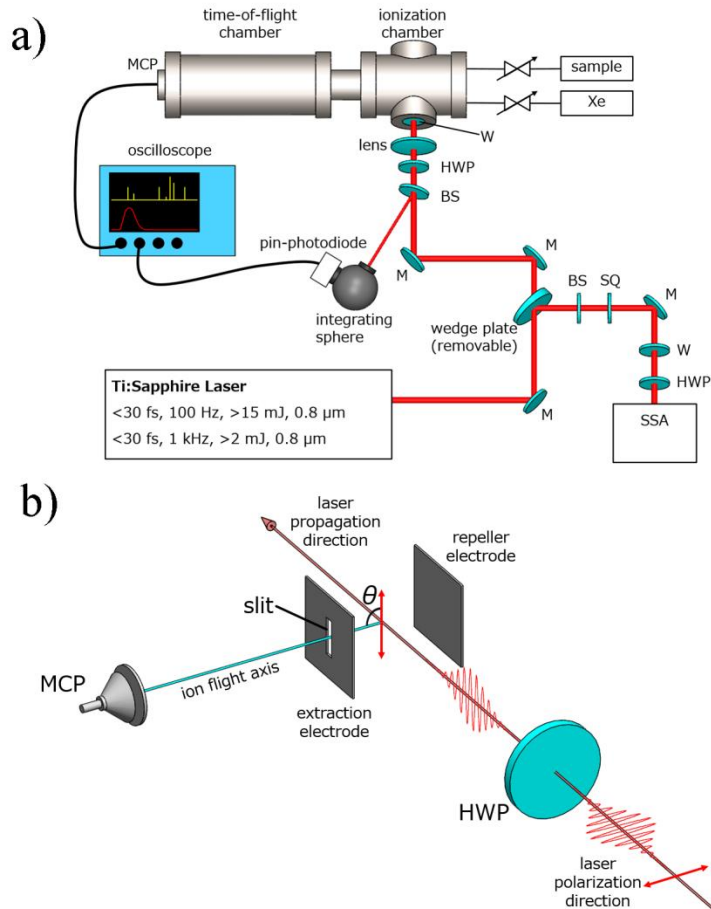 a)
time-of-flight
chamber
ionization
chamber
MCP
sample
Xe
W
lens
HWP
BS
oscilloscope
pin-photodiode
M
M
integrating
sphere
wedge plate
(removable)
BS
SQ
M
W
HWP
SSA
M
Ti:Sapphire Laser
<30 fs, 100 Hz, >15 mJ, 0.8 μm
<30 fs, 1 kHz, >2 mJ, 0.8 μm
b)
laser
propagation
direction
repeller
electrode
slit
θ
MCP
ion flight axis
extraction
electrode
HWP
laser
polarization
direction